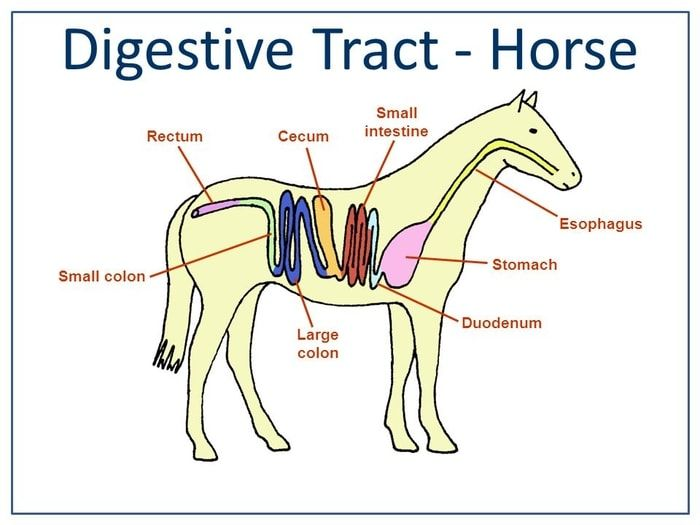 Digestive Tract - Horse
Small
intestine
Rectum
Cecum
Esophagus
Stomach
Small colon
Duodenum
Large
colon